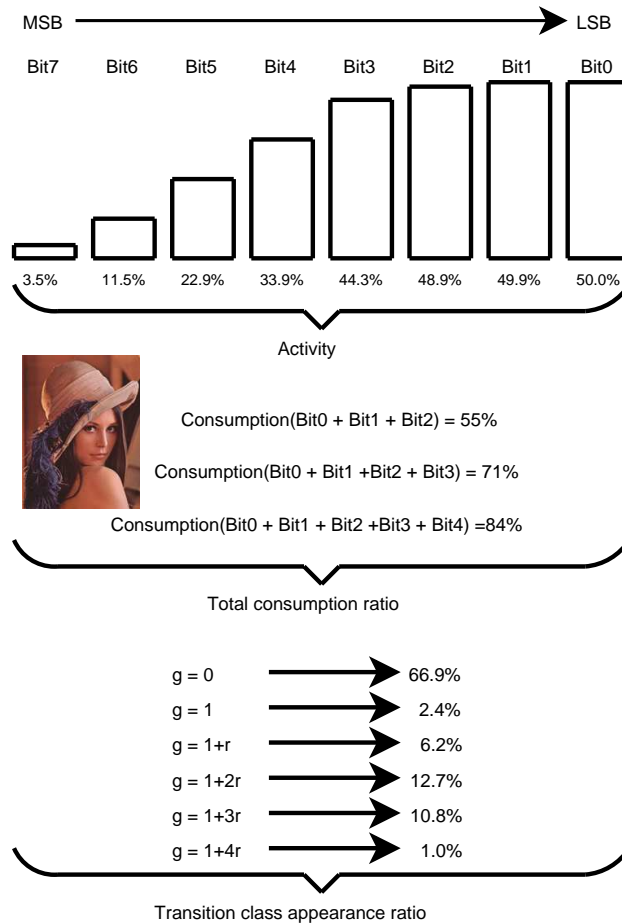 MSB LSB
Bit7 Bit6 Bit5 Bit4 Bit3 Bit2 Bit1 Bit0
3.5% 11.5% 22.9% 33.9% 44.3% 48.9% 49.9% 50.0%
Activity
Consumption(Bit0 + Bit1 + Bit2) = 55%
Consumption(Bit0 + Bit1 +Bit2 + Bit3) = 71%
Consumption(Bit0 + Bit1 + Bit2 +Bit3 + Bit4) =84%
Total consumption ratio
g = 0 66.9%
g = 1 2.4%
g = 1+r 6.2%
g = 1+2r 12.7%
g = 1+3r 10.8%
g = 1+4r 1.0%
Transition class appearance ratio